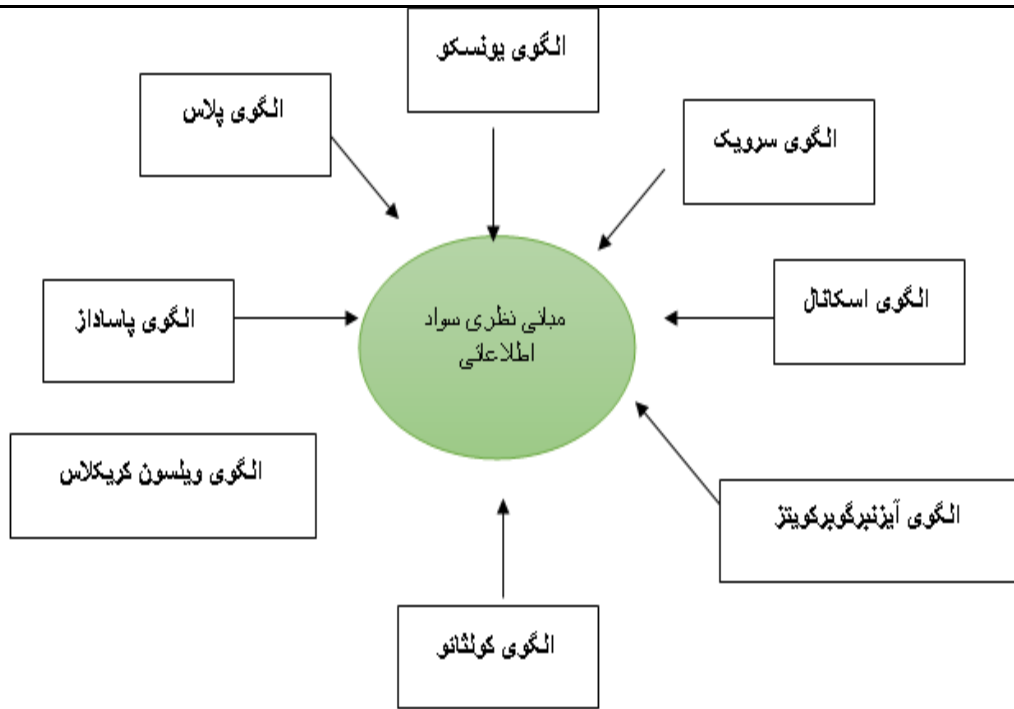 الگوی یونسکو
الگوی پلاس
الگوی سرویک
الگوی اسکانال
الگوی پاساداز
مبانی نظری سواد
اطلاعاتی
الگوی ویلسون کریکلاس
الگوی آیزنبرگوبرکویتز
الگوی کولثانو